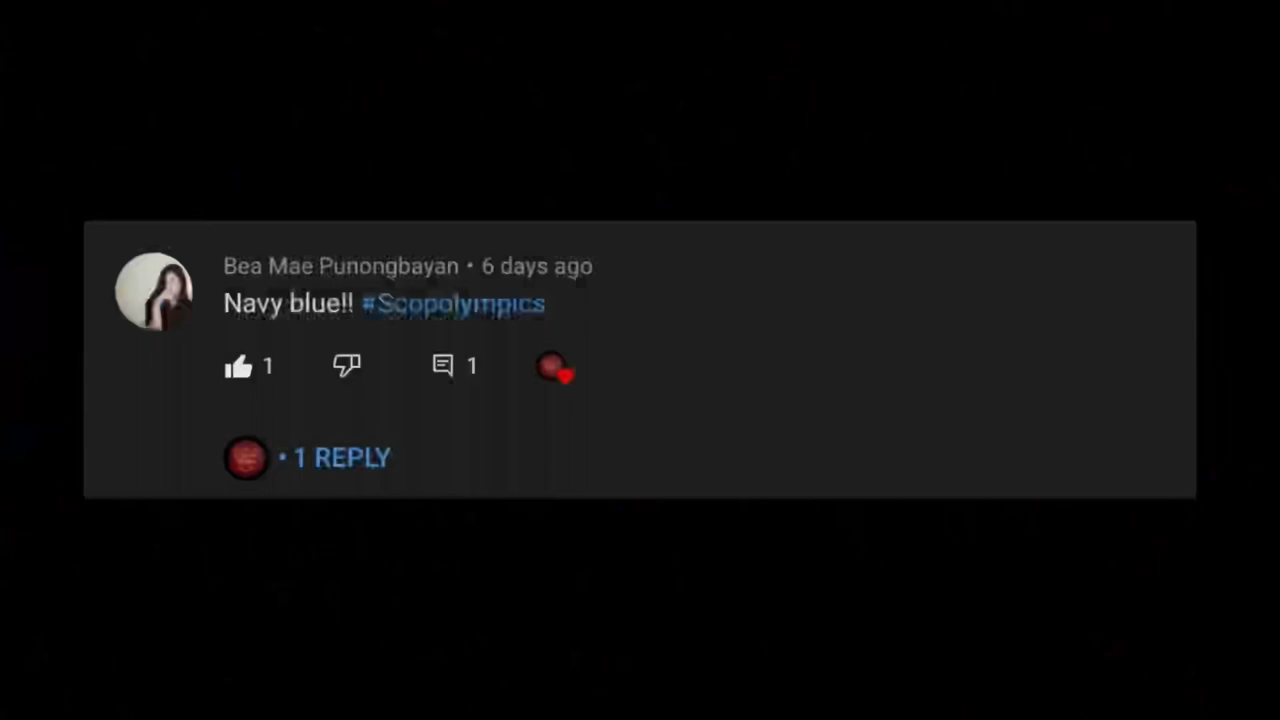 Bea Mae Punongbayan • 6 days ago
Navy blue!! #Scopolympics
1 1
• 1 REPLY